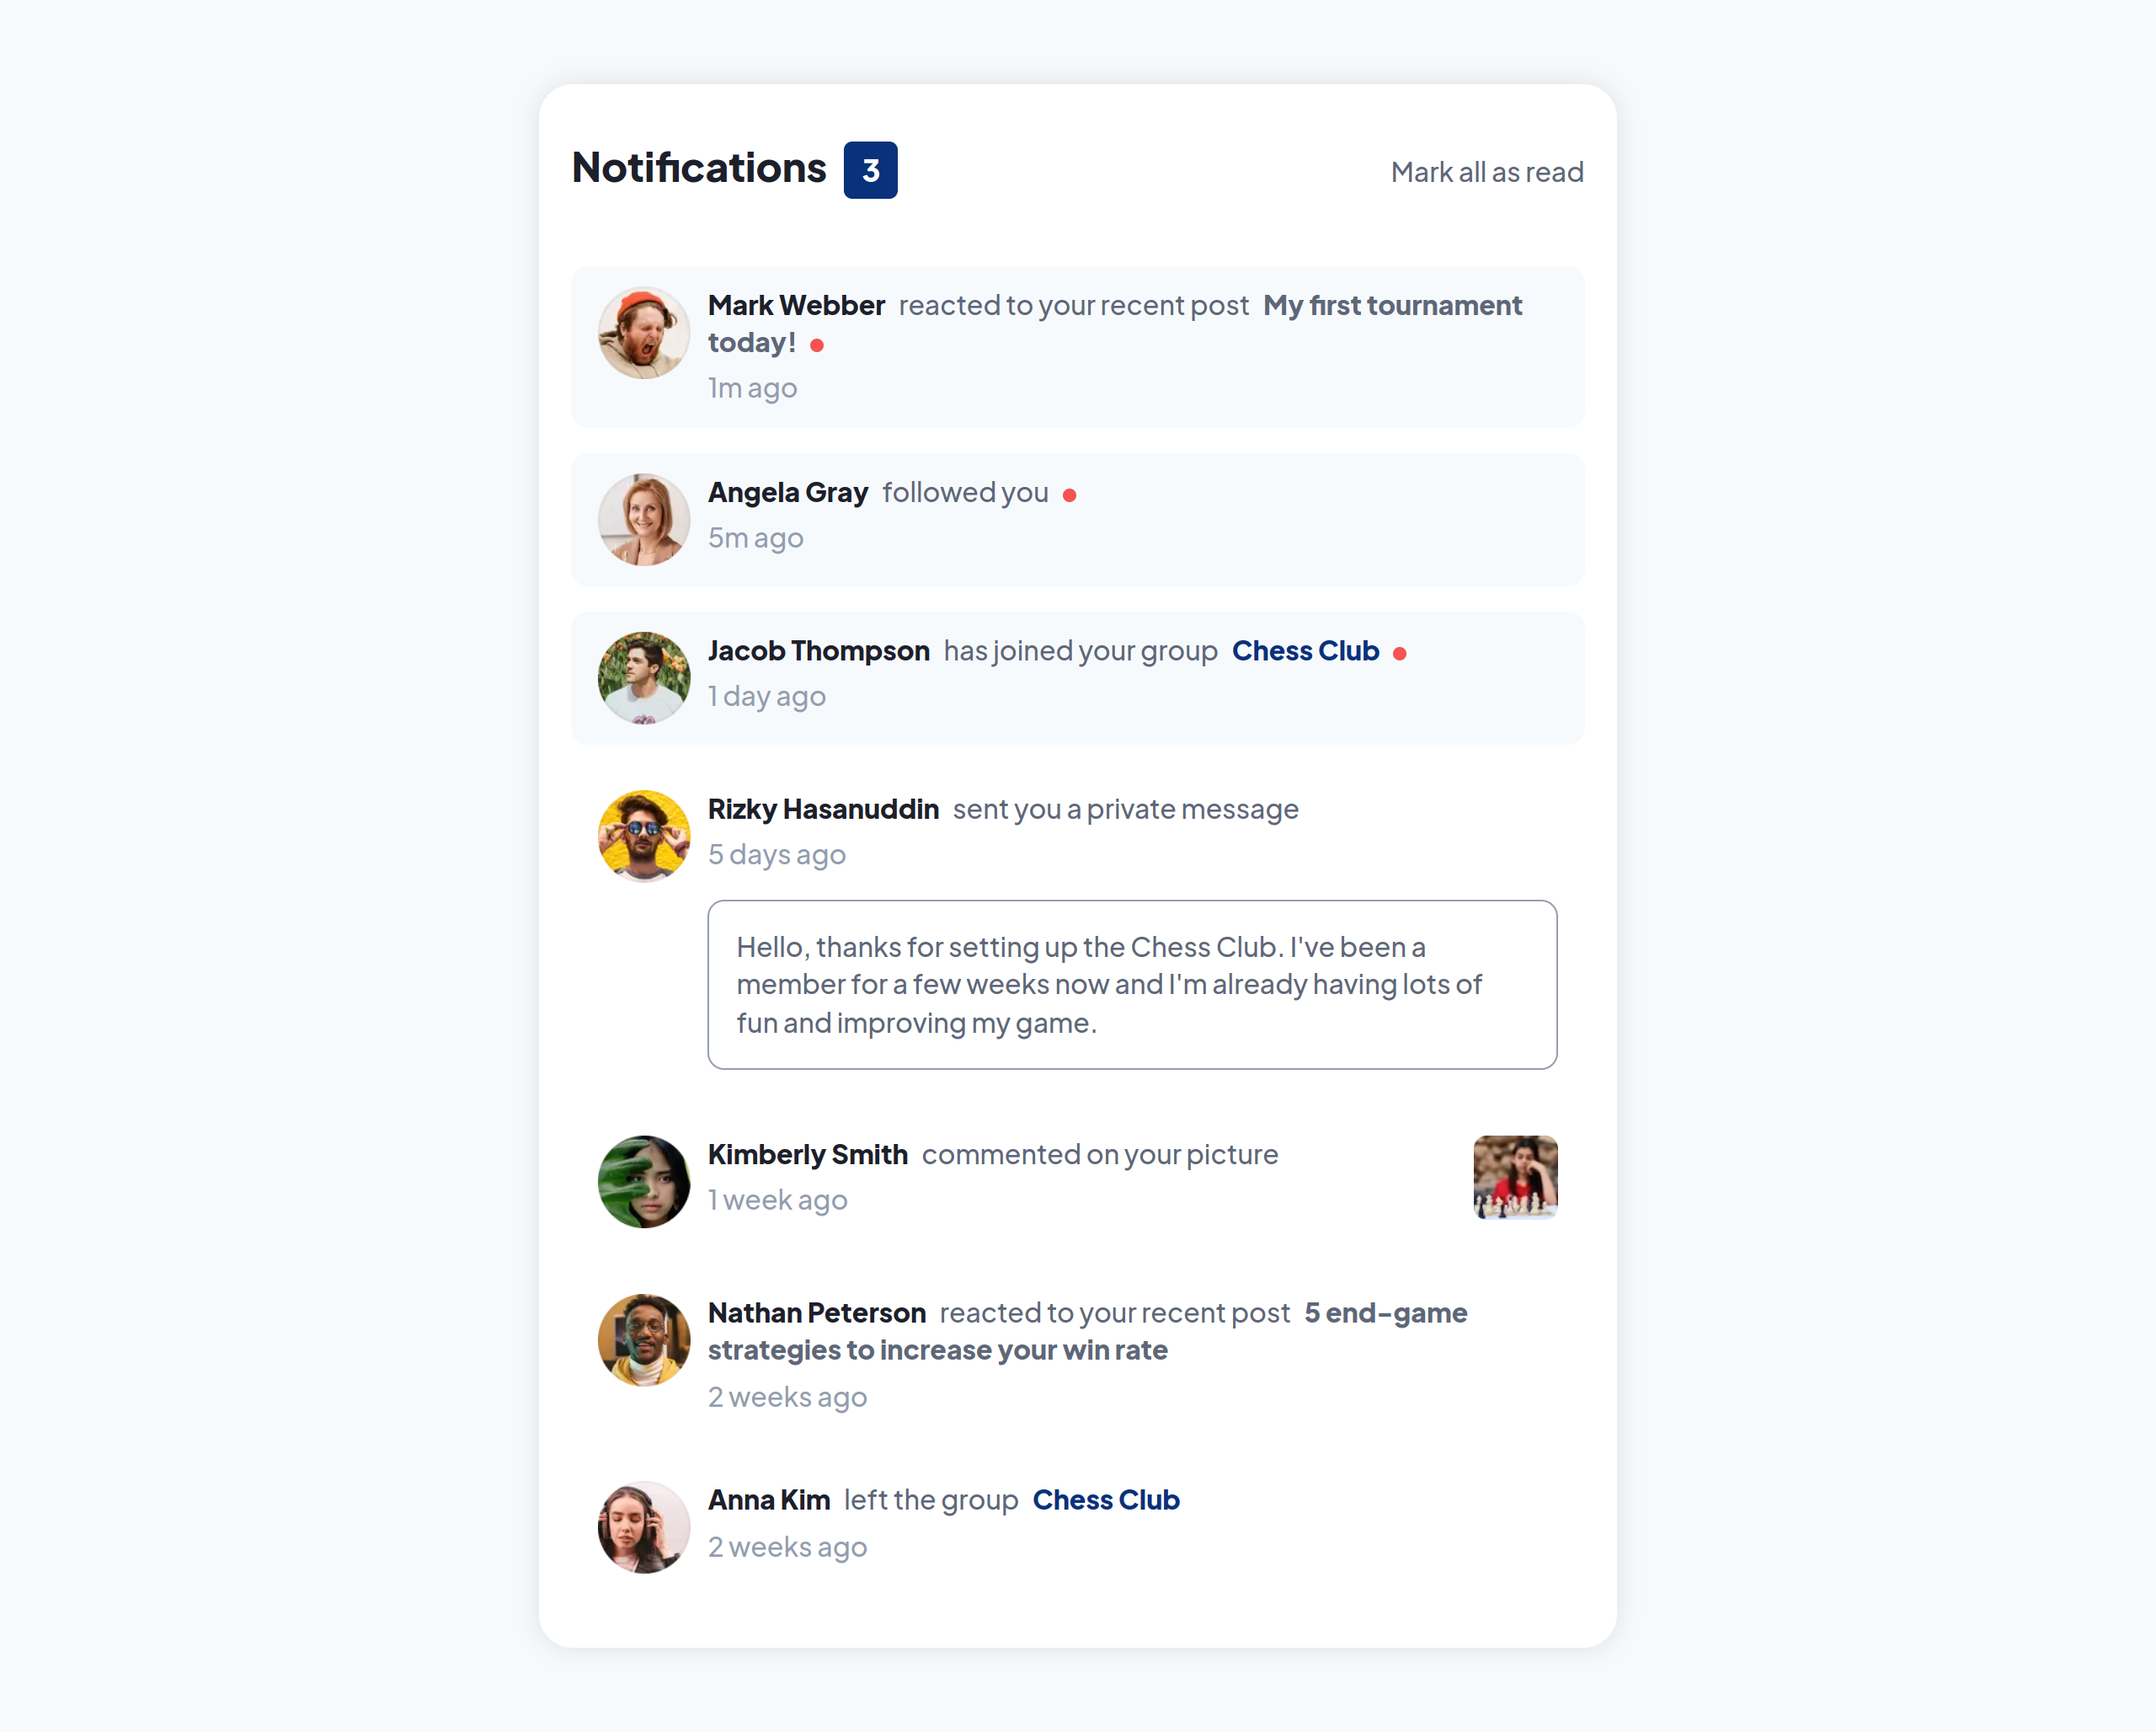 Notifications 3
Mark all as read
Mark Webber reacted to your recent post My first tournament
today!
1m ago
Angela Gray followed you
5m ago
Jacob Thompson has joined your group Chess Club
1 day ago
Rizky Hasanuddin sent you a private message
5 days ago
Hello, thanks for setting up the Chess Club. I've been a
member for a few weeks now and I'm already having lots of
fun and improving my game.
Kimberly Smith commented on your picture
1 week ago
Nathan Peterson reacted to your recent post 5 end-game
strategies to increase your win rate
2 weeks ago
Anna Kim left the group Chess Club
2 weeks ago